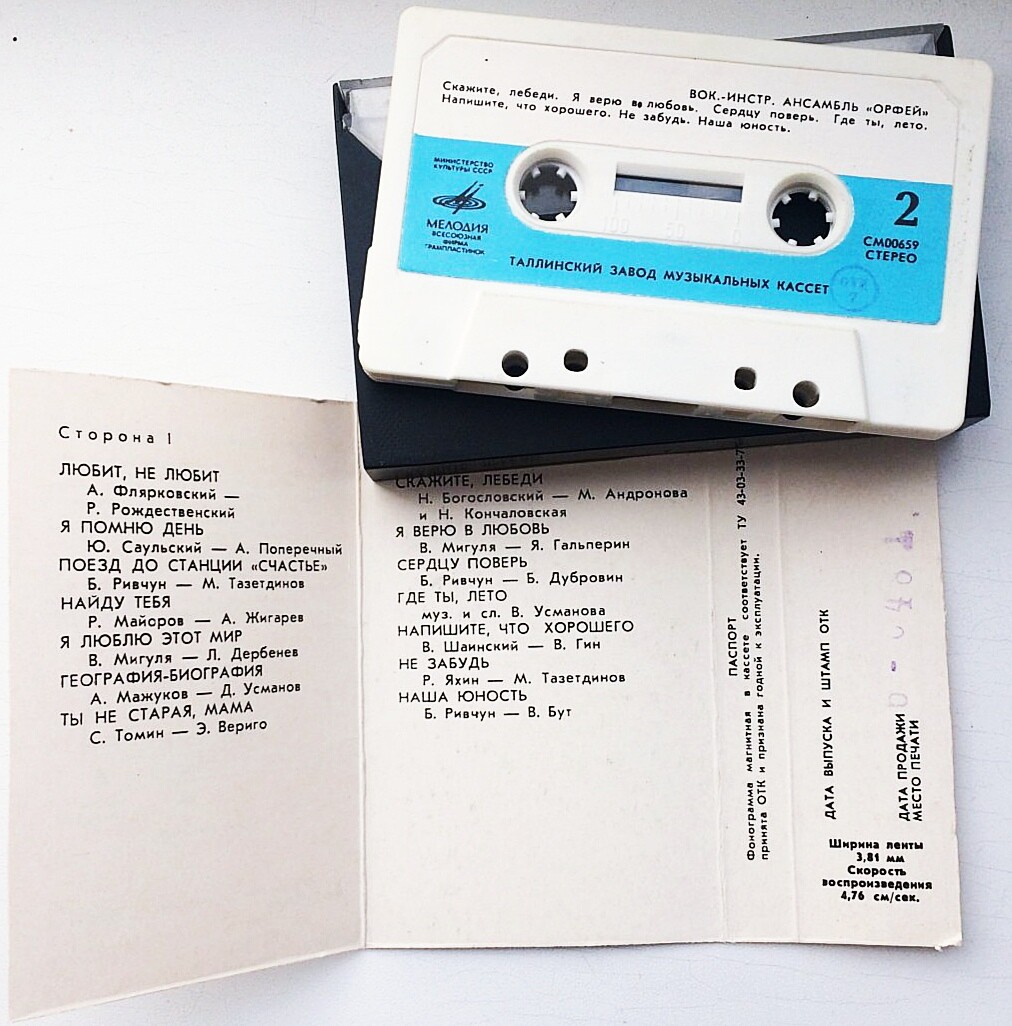 ВОК.-ИНСТР. АНСАМБЛЬ «ОРФЕЙ»
Скажите, лебеди. Я верю в любовь. Сердцу поверь. Где ты, лето.
Напишите, что хорошего. Не забудь. Наша юность.
МИНИСТЕРСТВО
КУЛЬТУРЫ СССР
МЕЛОДИЯ
ВСЕСОЮЗНАЯ
ФИРМА
ГРАМПЛАСТИНОК
100 50 0
2
СМ00659
СТЕРЕО
ТАЛЛИНСКИЙ ЗАВОД МУЗЫКАЛЬНЫХ КАССЕТ
Сторона 1
ЛЮБИТ, НЕ ЛЮБИТ
А. Флярковский —
Р. Рождественский
Я ПОМНЮ ДЕНЬ
Ю. Саульский — А. Поперечный
ПОЕЗД ДО СТАНЦИИ «СЧАСТЬЕ»
Б. Ривчун — М. Тазетдинов
НАЙДУ ТЕБЯ
Р. Майоров — А. Жигарев
Я ЛЮБЛЮ ЭТОТ МИР
В. Мигуля — Л. Дербенев
ГЕОГРАФИЯ-БИОГРАФИЯ
А. Мажуков — Д. Усманов
ТЫ НЕ СТАРАЯ, МАМА
С. Томин — Э. Вериго
СКАЖИТЕ, ЛЕБЕДИ
Н. Богословский — М. Андронова
и Н. Кончаловская
Я ВЕРЮ В ЛЮБОВЬ
В. Мигуля — Я. Гальперин
СЕРДЦУ ПОВЕРЬ
Б. Ривчун — Б. Дубровин
ГДЕ ТЫ, ЛЕТО
муз. и сл. В. Усманова
НАПИШИТЕ, ЧТО ХОРОШЕГО
В. Шаинский — В. Гин
НЕ ЗАБУДЬ
Р. Яхин — М. Тазетдинов
НАША ЮНОСТЬ
Б. Ривчун — В. Бут
ПАСПОРТ
Фонограмма магнитная в кассете соответствует ТУ 43-03-33-7
принята ОТК и признана годной к эксплуатации.
ДАТА ВЫПУСКА И ШТАМП ОТК
ДАТА ПРОДАЖИ
МЕСТО ПЕЧАТИ
Ширина ленты
3,81 мм
Скорость
воспроизведения
4,76 см/сек.